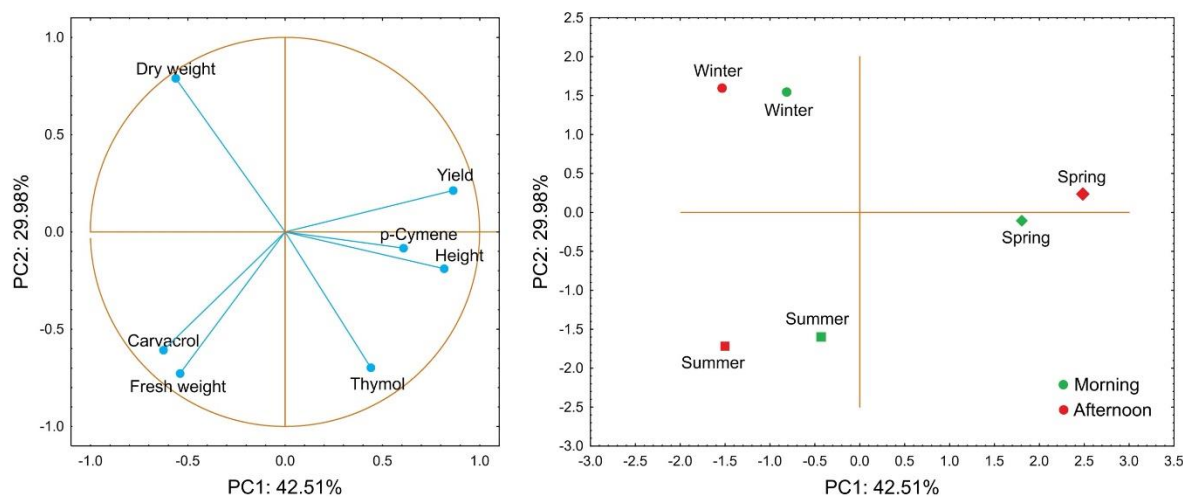 1.0
Dry weight
0.5
Yield
0.0
p-Cymene
Height
-0.5
Carvacrol
Fresh weight
Thymol
-1.0
-1.0
-0.5
0.0
0.5
1.0
PC1: 42.51%
PC2: 29.98%
2.5
2.0
Winter
Winter
1.5
1.0
0.5
Spring
0.0
Spring
-0.5
-1.0
Summer
-1.5
Summer
-2.0
Morning
Afternoon
-2.5
-3.0
-3.0
-2.5
-2.0
-1.5
-1.0
-0.5
0.0
0.5
1.0
1.5
2.0
2.5
3.0
3.5
PC1: 42.51%
PC2: 29.98%